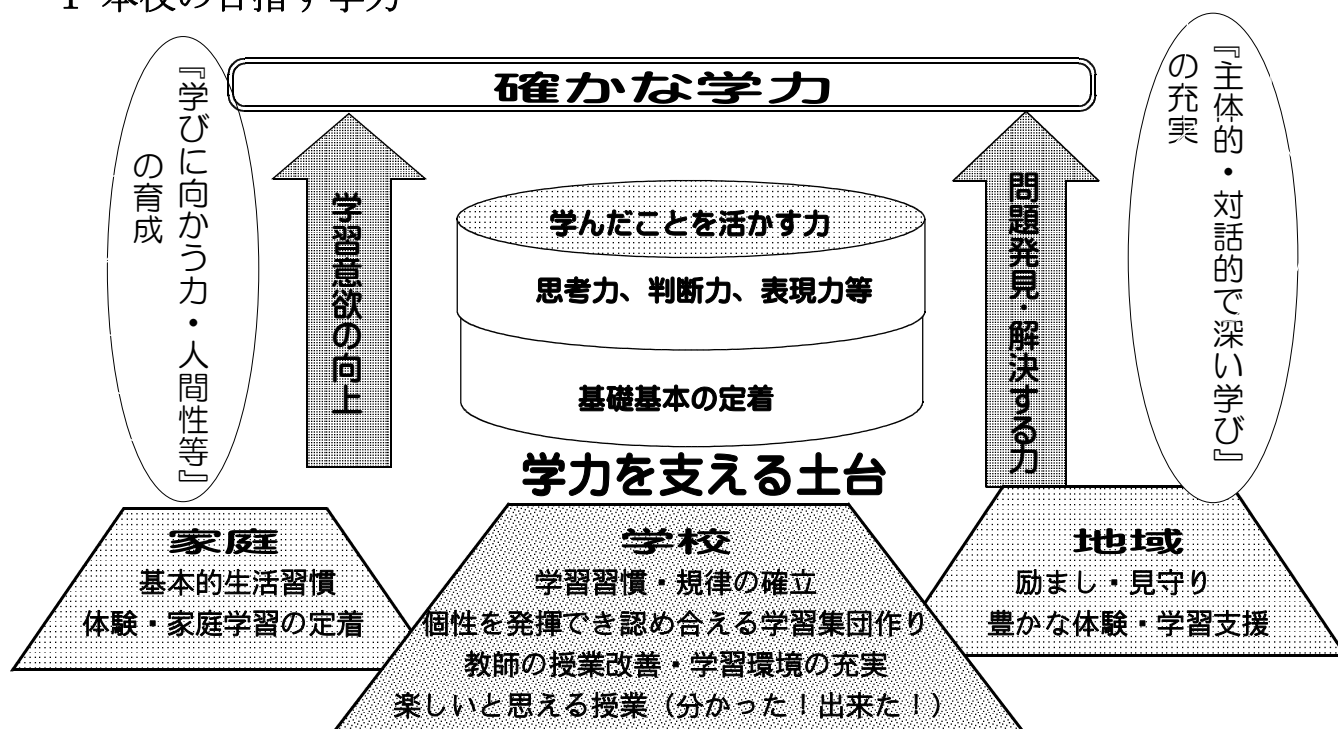 1 本校の目指す学力
確かな学力
『学びに向かう力・人間性等』
の育成
『主体的・対話的で深い学び』
の充実
学習意欲の向上
問題発見・解決する力
学んだことを活かす力
思考力、判断力、表現力等
基礎基本の定着
学力を支える土台
家庭
基本的生活習慣
体験・家庭学習の定着
学校
学習習慣・規律の確立
個性を発揮でき認め合える学習集団作り
教師の授業改善・学習環境の充実
楽しいと思える授業（分かった！出来た！）
地域
励まし・見守り
豊かな体験・学習支援